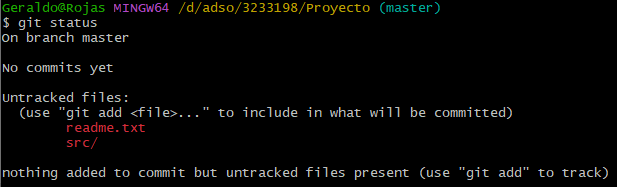 Geraldo@Rojas MINGW64 /d/adso/3233198/Proyecto (master)
$ git status
On branch master

No commits yet

Untracked files:
  (use "git add <file>..." to include in what will be committed)
        readme.txt
        src/

nothing added to commit but untracked files present (use "git add" to track)